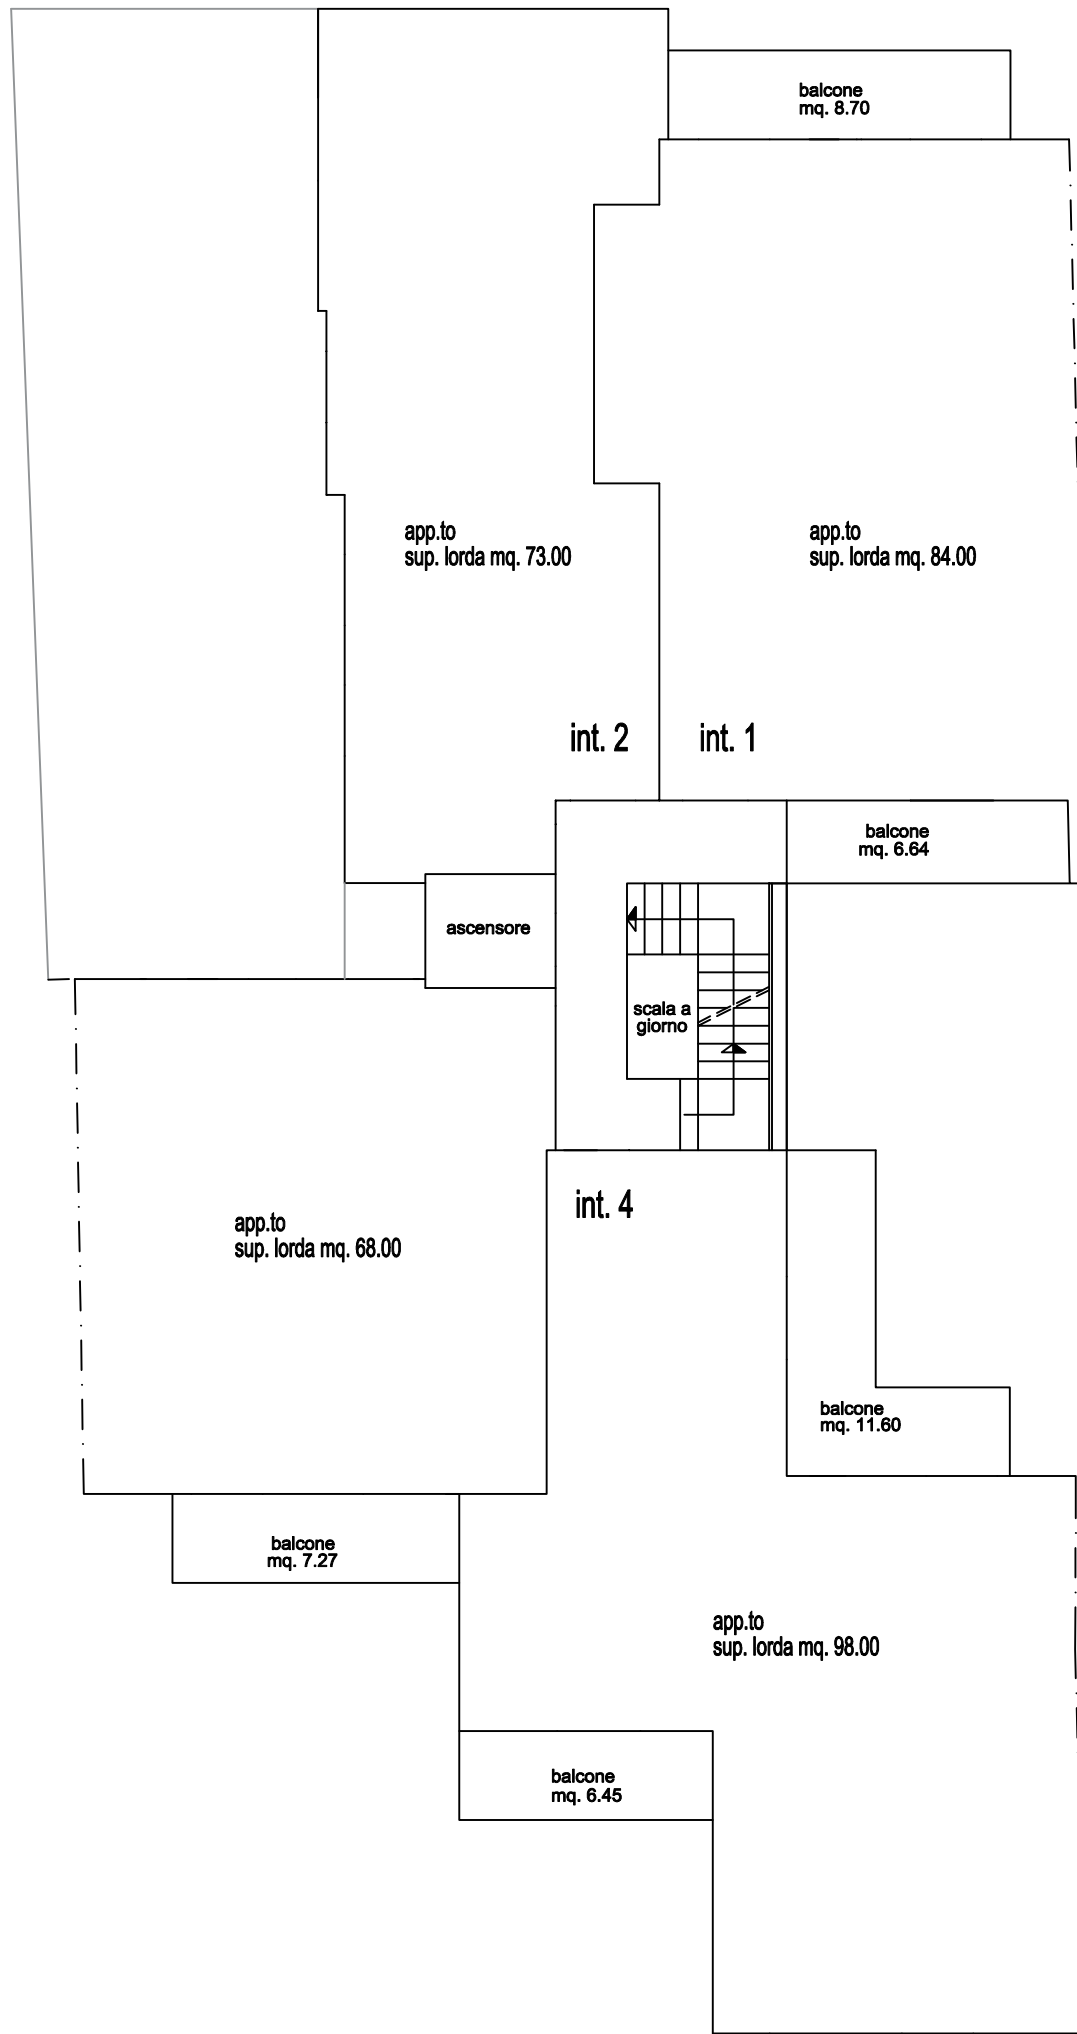 balcone
mq. 8.70
app.to
sup. lorda mq. 73.00
app.to
sup. lorda mq. 84.00
int. 2
int. 1
balcone
mq. 6.64
ascensore
scala a
giorno
int. 4
app.to
sup. lorda mq. 68.00
balcone
mq. 11.60
balcone
mq. 7.27
app.to
sup. lorda mq. 98.00
balcone
mq. 6.45